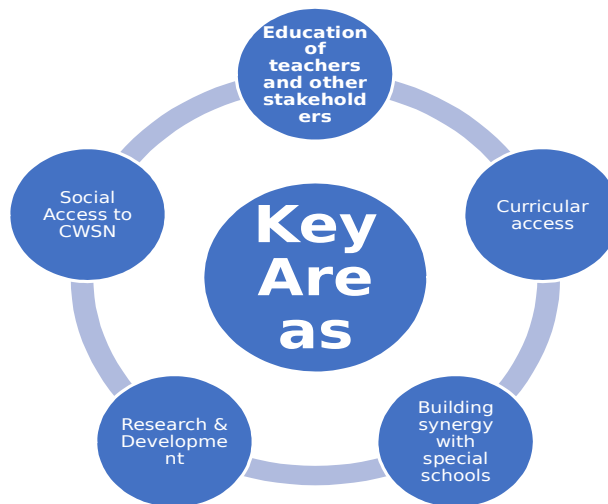 Education
of
teachers
and other
stakehold
ers
Social
Access to
CWSN
Curricular
access
Key
Are
as
Research &
Developme
nt
Building
synergy
with
special
schools